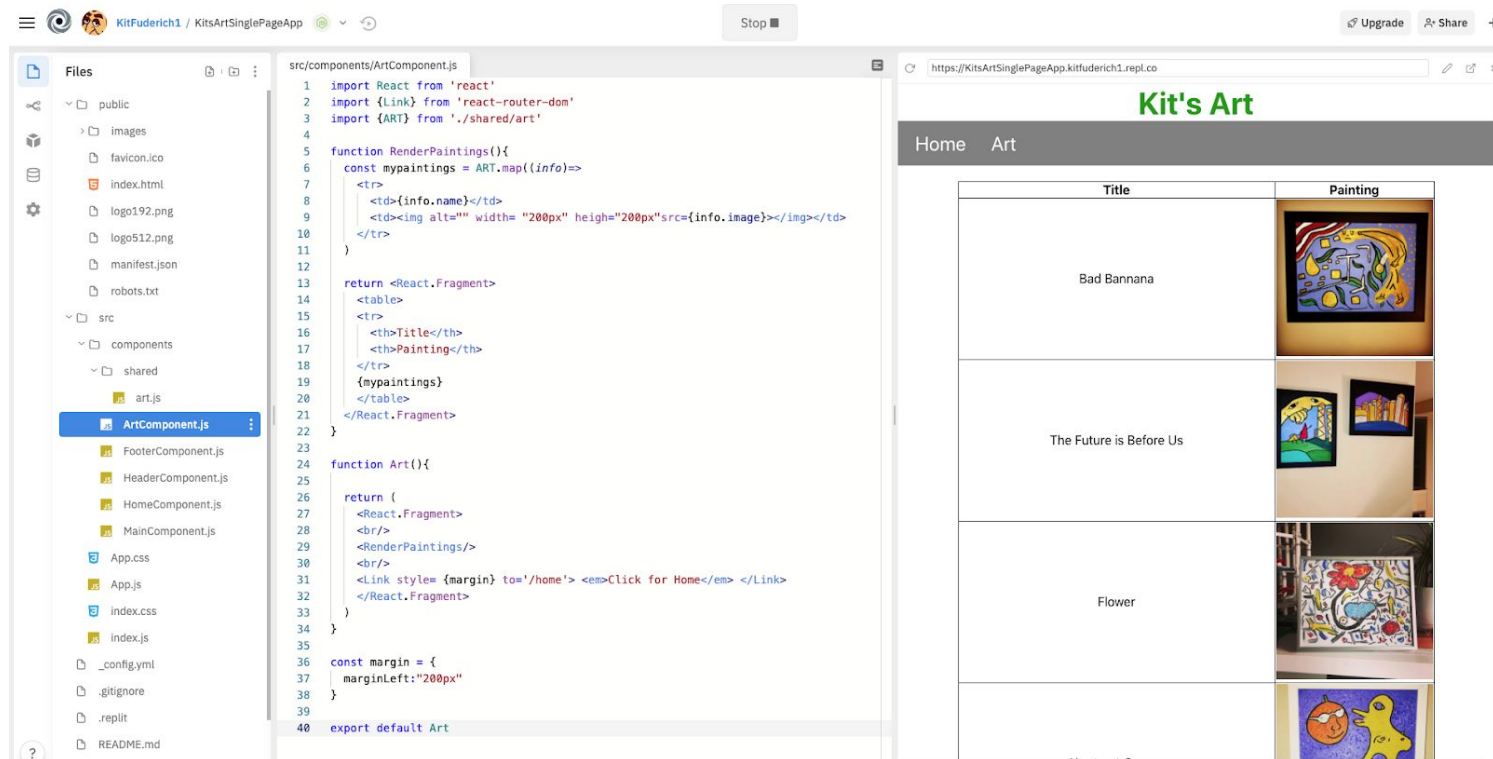 KitFuderich1 / KitsArtSinglePageApp
Stop
Upgrade
Share
Files
public
images
favicon.ico
index.html
logo192.png
logo512.png
manifest.json
robots.txt
src
components
shared
art.js
ArtComponent.js
FooterComponent.js
HeaderComponent.js
HomeComponent.js
MainComponent.js
App.css
App.js
index.css
index.js
_config.yml
.gitignore
.replit
README.md
?
src/components/ArtComponent.js
1 import React from 'react'
2 import {Link} from 'react-router-dom'
3 import {ART} from './shared/art'
4
5 function RenderPaintings(){
6 const mypaintings = ART.map((info)=>
7 <tr>
8 <td>{info.name}</td>
9 <td><img alt="" width= "200px" heigh="200px"src={info.image}></img></td>
10 </tr>
11 )
12
13 return <React.Fragment>
14 <table>
15 <tr>
16 <th>Title</th>
17 <th>Painting</th>
18 </tr>
19 {mypaintings}
20 </table>
21 </React.Fragment>
22 }
23
24 function Art(){
25
26 return (
27 <React.Fragment>
28 <br/>
29 <RenderPaintings/>
30 <br/>
31 <Link style= {margin} to='/home'> <em>Click for Home</em> </Link>
32 </React.Fragment>
33 )
34 }
35
36 const margin = {
37 marginLeft:"200px"
38 }
39
40 export default Art
https://KitsArtSinglePageApp.kitfuderich1.repl.co
Kit's Art
Home Art
Title Painting
Bad Bannana
The Future is Before Us
Flower